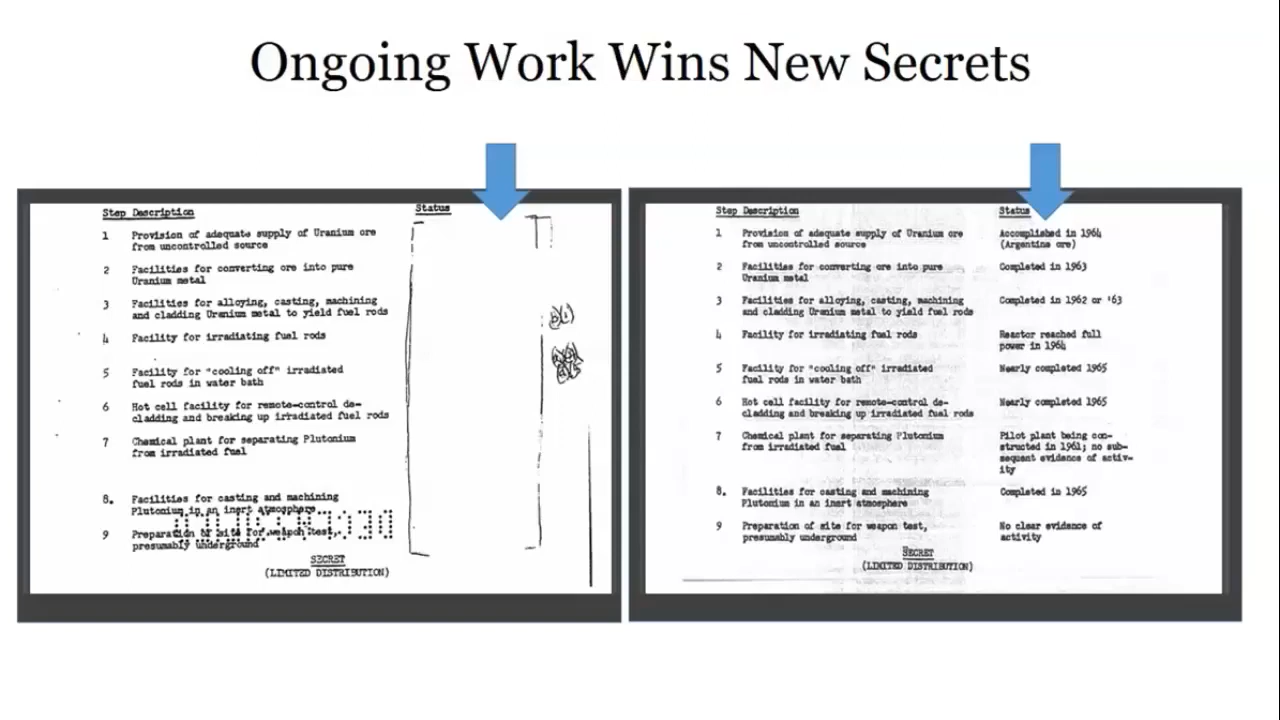 Ongoing Work Wins New Secrets
Step Description
Status
1 Provision of adequate supply of Uranium ore
from uncontrolled source
2 Facilities for converting ore into pure
Uranium metal
3 Facilities for alloying, casting, machining
and cladding Uranium metal to yield fuel rods
4 Facility for irradiating fuel rods
5 Facility for "cooling off" irradiated
fuel rods in water bath
6 Hot cell facility for remote-control de-
cladding and breaking up irradiated fuel rods
7 Chemical plant for separating Plutonium
from irradiated fuel
8. Facilities for casting and machining
Plutonium in an inert atmosphere
9 Preparation of site for weapon test,
presumably underground
SECRET
(LIMITED DISTRIBUTION)
Step Description Status
1 Provision of adequate supply of Uranium ore Accomplished in 1964
from uncontrolled source (Argentine ore)
2 Facilities for converting ore into pure Completed in 1963
Uranium metal
3 Facilities for alloying, casting, machining Completed in 1962 or '63
and cladding Uranium metal to yield fuel rods
4 Facility for irradiating fuel rods Reactor reached full
power in 1964
5 Facility for "cooling off" irradiated Nearly completed 1965
fuel rods in water bath
6 Hot cell facility for remote-control de- Nearly completed 1965
cladding and breaking up irradiated fuel rods
7 Chemical plant for separating Plutonium Pilot plant being con-
from irradiated fuel structed in 1961; no sub-
sequent evidence of activ-
ity
8. Facilities for casting and machining Completed in 1965
Plutonium in an inert atmosphere
9 Preparation of site for weapon test, No clear evidence of
presumably underground activity
SECRET
(LIMITED DISTRIBUTION)